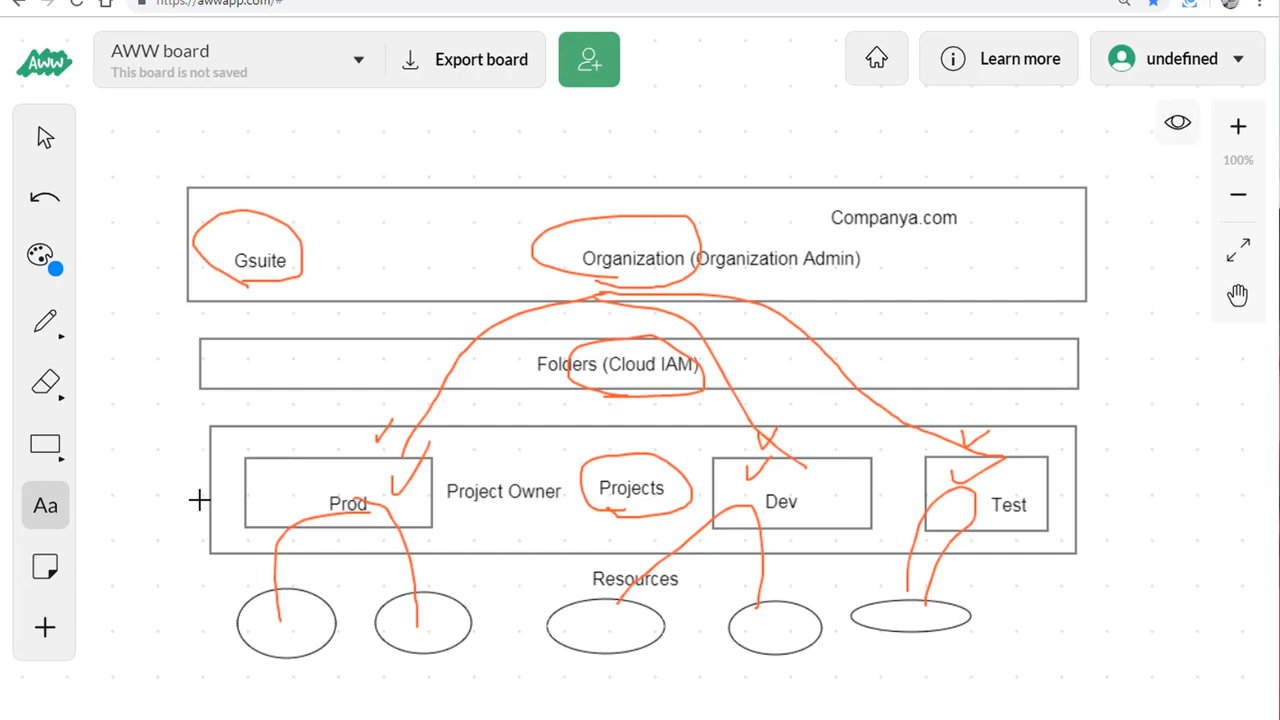 https://awwapp.com/#
AWW
AWW board
This board is not saved
Export board
Learn more
undefined
100%
Companya.com
Gsuite
Organization (Organization Admin)
Folders (Cloud IAM)
Prod
Project Owner
Projects
Dev
Test
Aa
Resources